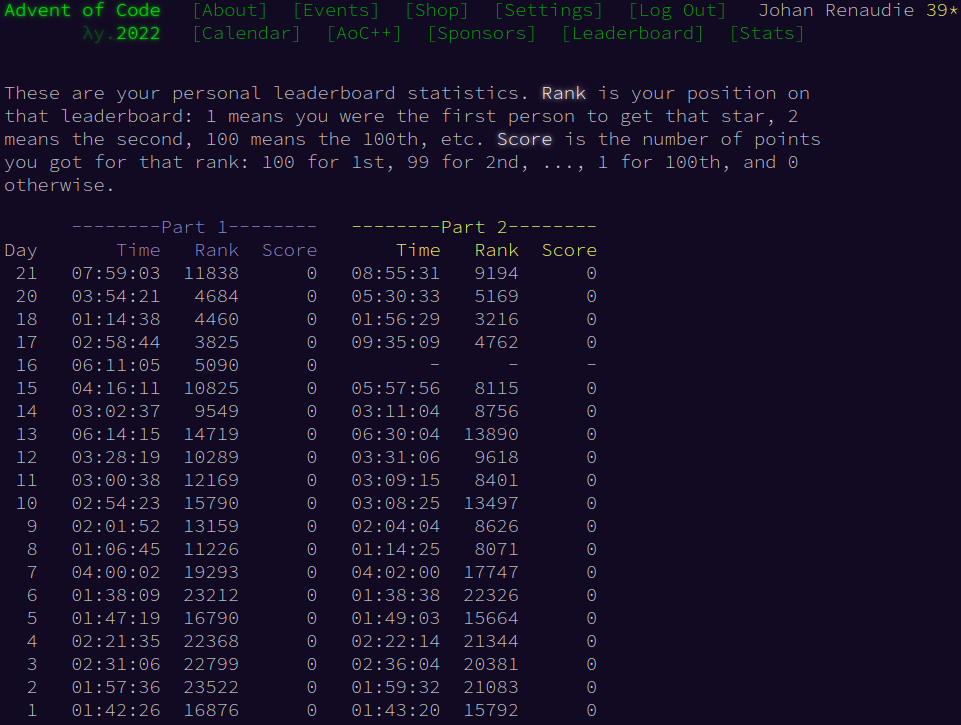 Advent of Code [About] [Events] [Shop] [Settings] [Log Out] Johan Renaudie 39*
λy.2022 [Calendar] [AoC++] [Sponsors] [Leaderboard] [Stats]
These are your personal leaderboard statistics. Rank is your position on
that leaderboard: 1 means you were the first person to get that star, 2
means the second, 100 means the 100th, etc. Score is the number of points
you got for that rank: 100 for 1st, 99 for 2nd, ..., 1 for 100th, and 0
otherwise.
--------Part 1-------- --------Part 2--------
Day Time Rank Score Time Rank Score
21 07:59:03 11838 0 08:55:31 9194 0
20 03:54:21 4684 0 05:30:33 5169 0
18 01:14:38 4460 0 01:56:29 3216 0
17 02:58:44 3825 0 09:35:09 4762 0
16 06:11:05 5090 0 - - -
15 04:16:11 10825 0 05:57:56 8115 0
14 03:02:37 9549 0 03:11:04 8756 0
13 06:14:15 14719 0 06:30:04 13890 0
12 03:28:19 10289 0 03:31:06 9618 0
11 03:00:38 12169 0 03:09:15 8401 0
10 02:54:23 15790 0 03:08:25 13497 0
9 02:01:52 13159 0 02:04:04 8626 0
8 01:06:45 11226 0 01:14:25 8071 0
7 04:00:02 19293 0 04:02:00 17747 0
6 01:38:09 23212 0 01:38:38 22326 0
5 01:47:19 16790 0 01:49:03 15664 0
4 02:21:35 22368 0 02:22:14 21344 0
3 02:31:06 22799 0 02:36:04 20381 0
2 01:57:36 23522 0 01:59:32 21083 0
1 01:42:26 16876 0 01:43:20 15792 0